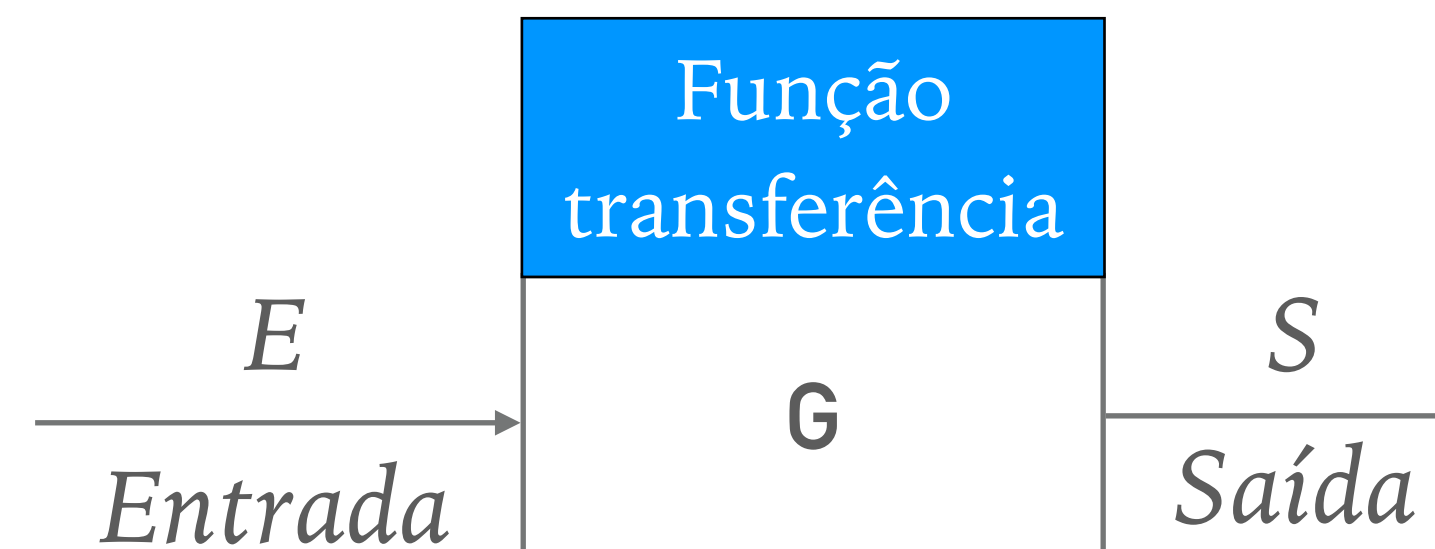 Função
transferência
E
G
S
Entrada
Saída